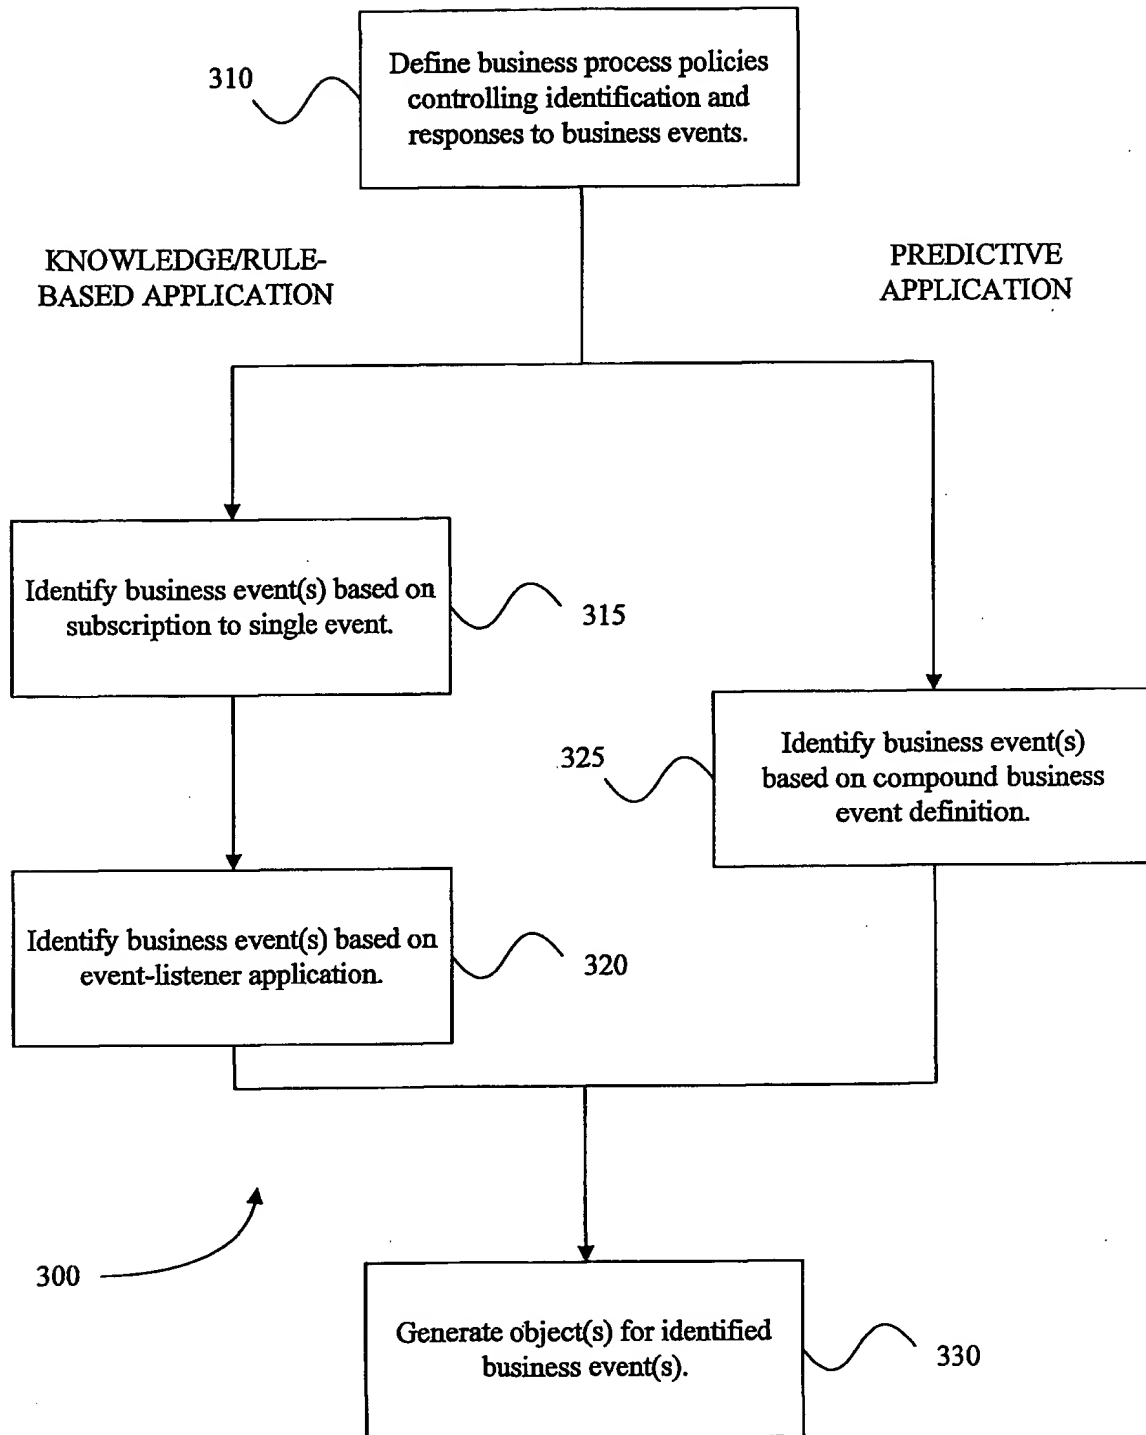 310
Define business process policies
controlling identification and
responses to business events.
KNOWLEDGE/RULE-
BASED APPLICATION
PREDICTIVE
APPLICATION
Identify business event(s) based on
subscription to single event.
315
325
Identify business event(s)
based on compound business
event definition.
Identify business event(s) based on
event-listener application.
320
300
Generate object(s) for identified
business event(s).
330